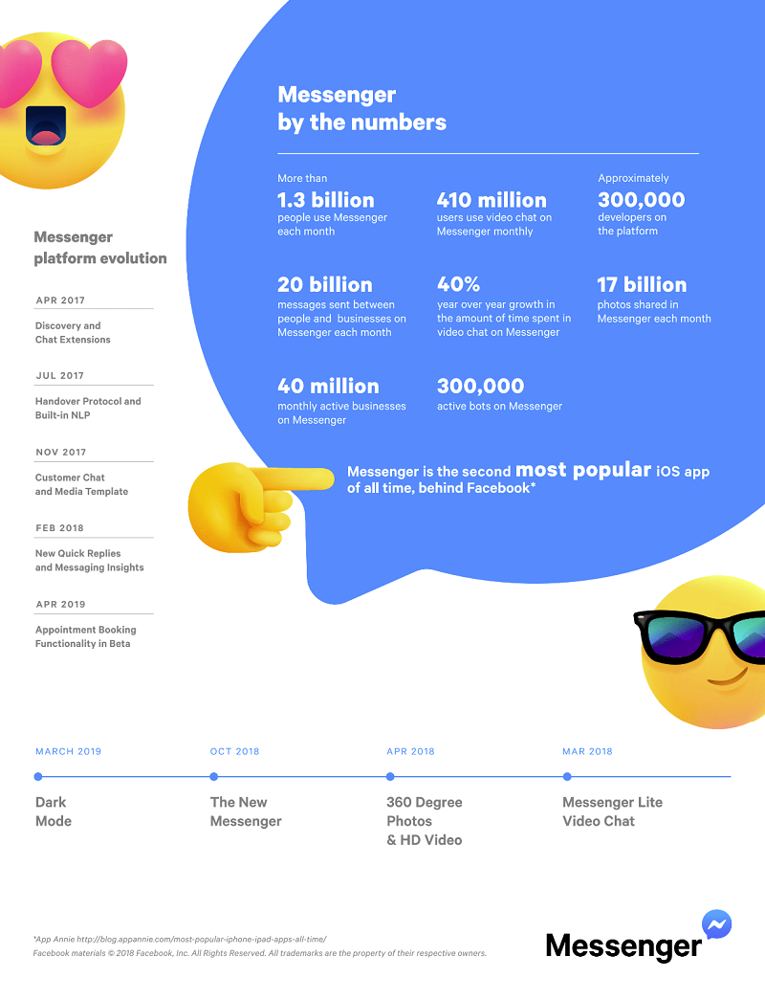 Messenger
by the numbers
More than
1.3 billion
people use Messenger
each month
410 million
users use video chat on
Messenger monthly
Approximately
300,000
developers on
the platform
20 billion
messages sent between
people and businesses on
Messenger each month
40%
year over year growth in
the amount of time spent in
video chat on Messenger
17 billion
photos shared in
Messenger each month
40 million
monthly active businesses
on Messenger
300,000
active bots on Messenger
Messenger is the second most popular iOS app
of all time, behind Facebook*
Messenger
platform evolution
APR 2017
Discovery and
Chat Extensions
JUL 2017
Handover Protocol and
Built-in NLP
NOV 2017
Customer Chat
and Media Template
FEB 2018
New Quick Replies
and Messaging Insights
APR 2019
Appointment Booking
Functionality in Beta
MARCH 2019
Dark
Mode
OCT 2018
The New
Messenger
APR 2018
360 Degree
Photos
& HD Video
MAR 2018
Messenger Lite
Video Chat
*App Annie http://blog.appannie.com/most-popular-iphone-ipad-apps-all-time/
Facebook materials © 2018 Facebook, Inc. All Rights Reserved. All trademarks are the property of their respective owners.
Messenger